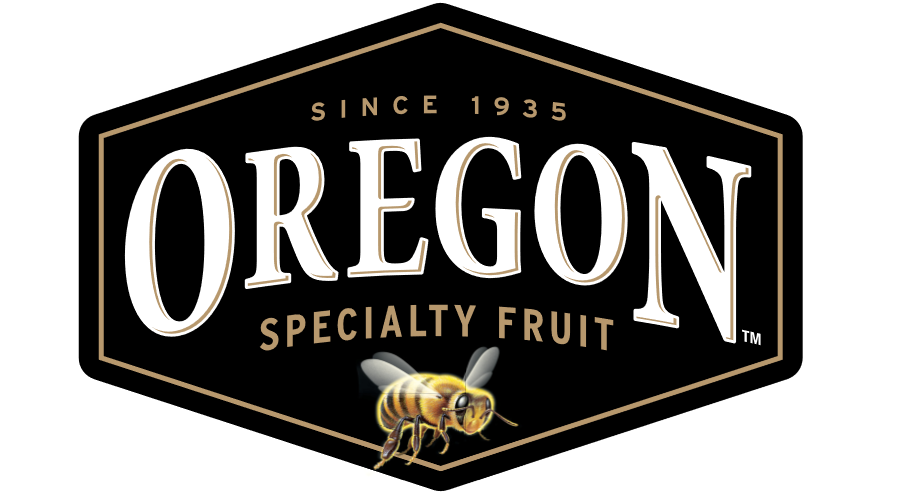 SINCE 1935
OREGON
SPECIALTY FRUIT
TM